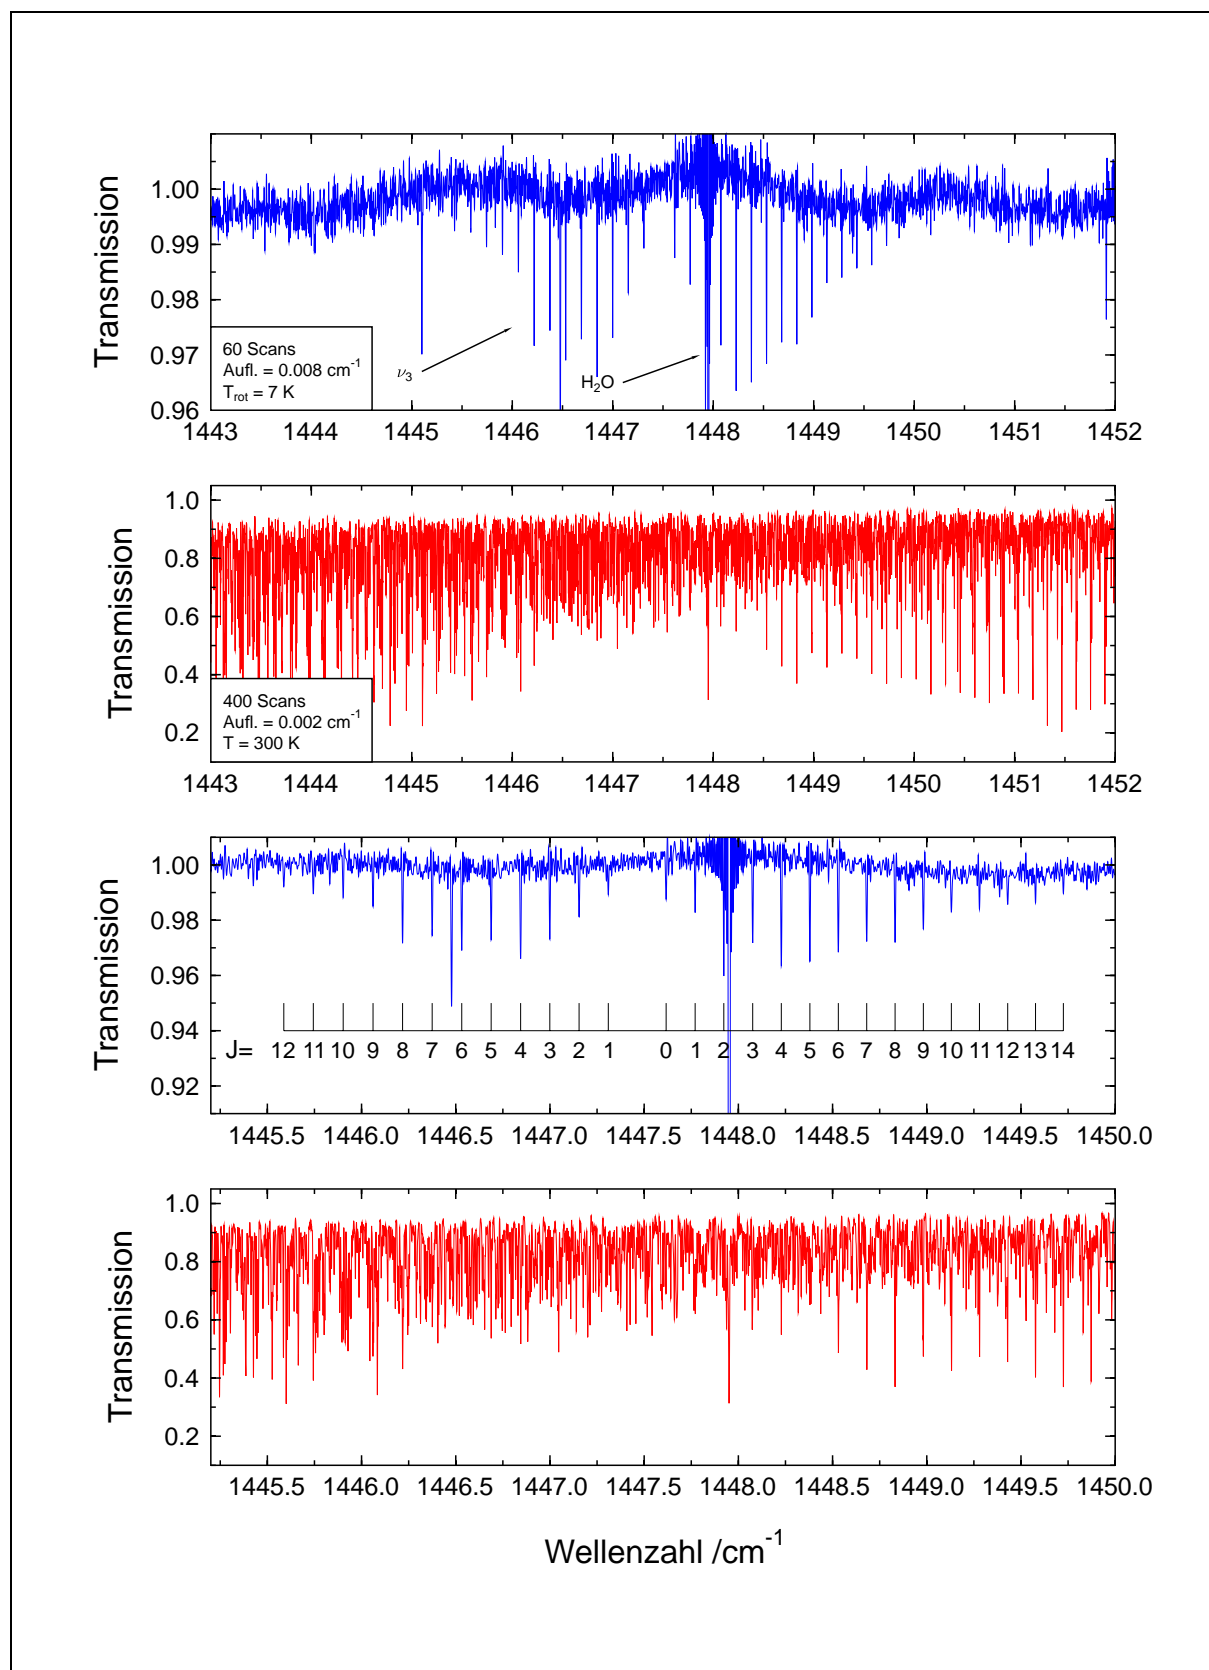 Transmission
1.00
0.99
0.98
0.97
0.96
60 Scans
Aufl. = 0.008 cm⁻¹
T_rot = 7 K
ν₃
H₂O
1443 1444 1445 1446 1447 1448 1449 1450 1451 1452
Transmission
1.0
0.8
0.6
0.4
0.2
400 Scans
Aufl. = 0.002 cm⁻¹
T = 300 K
1443 1444 1445 1446 1447 1448 1449 1450 1451 1452
Transmission
1.00
0.98
0.96
0.94
0.92
J= 12 11 10 9 8 7 6 5 4 3 2 1 0 1 2 3 4 5 6 7 8 9 10 11 12 13 14
1445.5 1446.0 1446.5 1447.0 1447.5 1448.0 1448.5 1449.0 1449.5 1450.0
Transmission
1.0
0.8
0.6
0.4
0.2
1445.5 1446.0 1446.5 1447.0 1447.5 1448.0 1448.5 1449.0 1449.5 1450.0
Wellenzahl /cm⁻¹